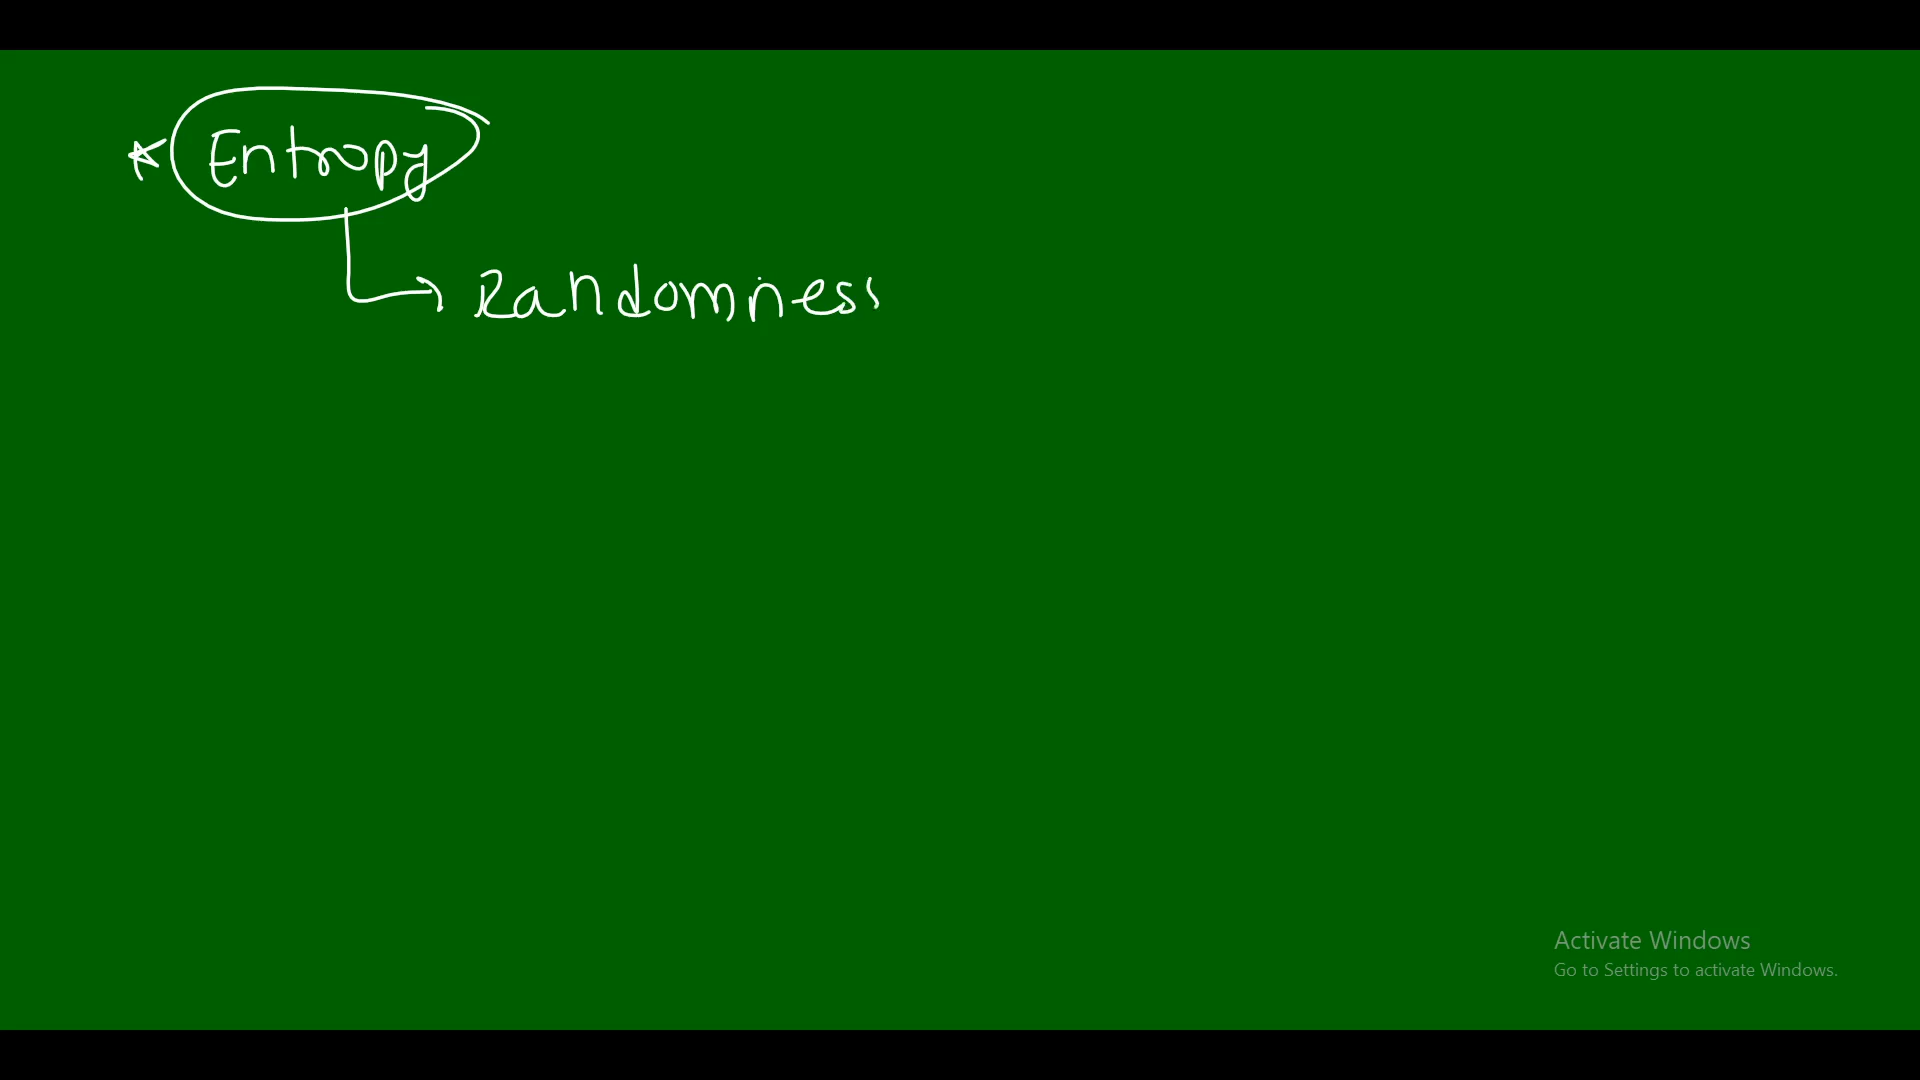 * Entropy
→ Randomness
Activate Windows
Go to Settings to activate Windows.